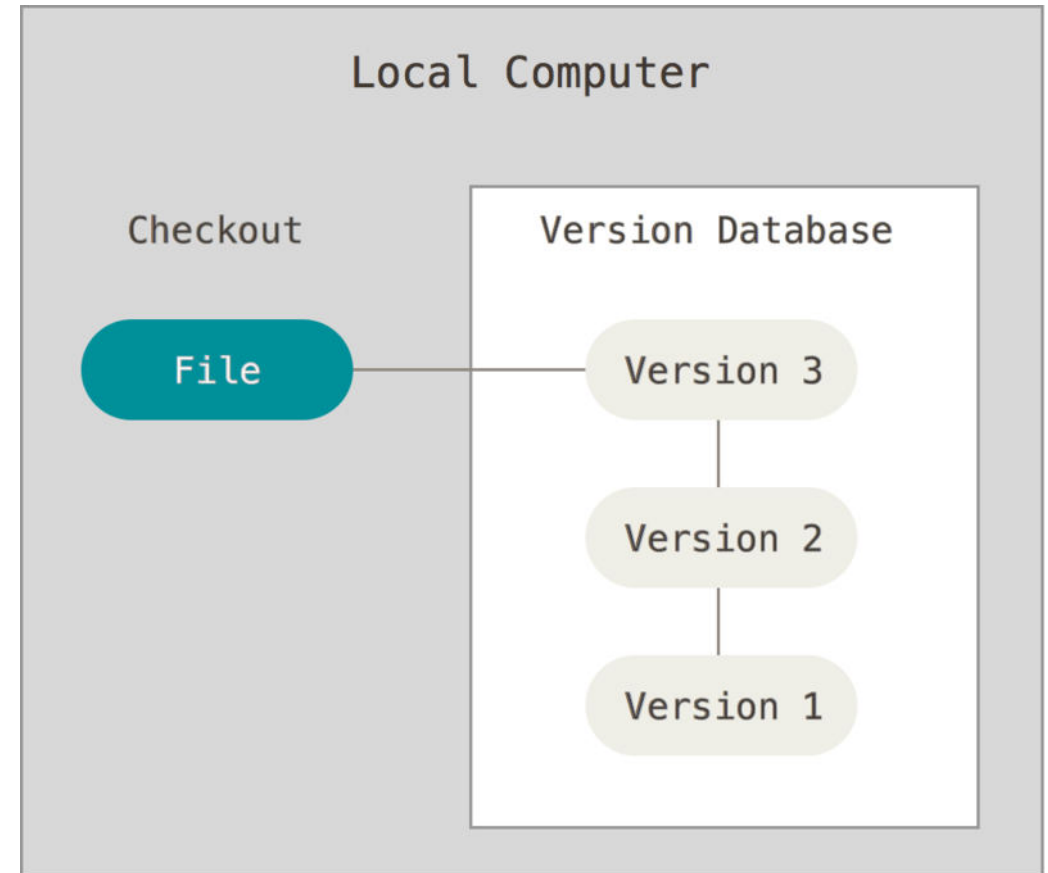 Local Computer
Checkout
Version Database
File
Version 3
Version 2
Version 1